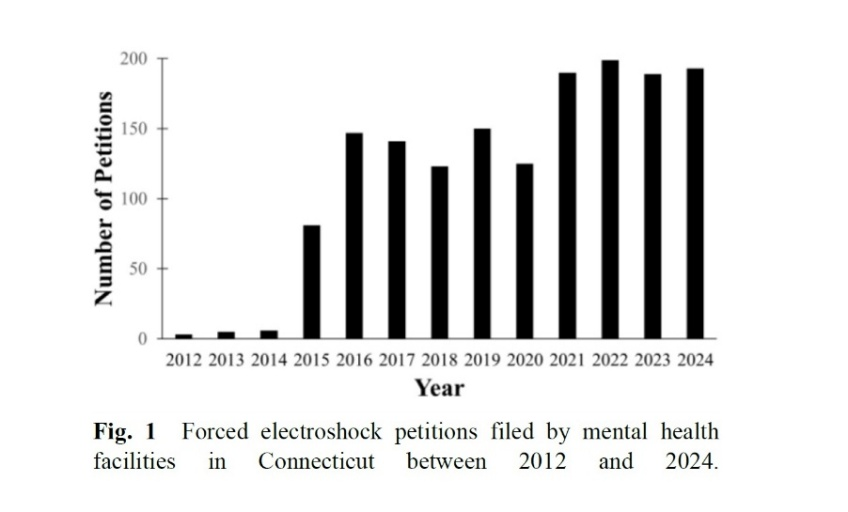 200
150
100
50
0
Number of Petitions
2012 2013 2014 2015 2016 2017 2018 2019 2020 2021 2022 2023 2024
Year
Fig. 1 Forced electroshock petitions filed by mental health
facilities in Connecticut between 2012 and 2024.